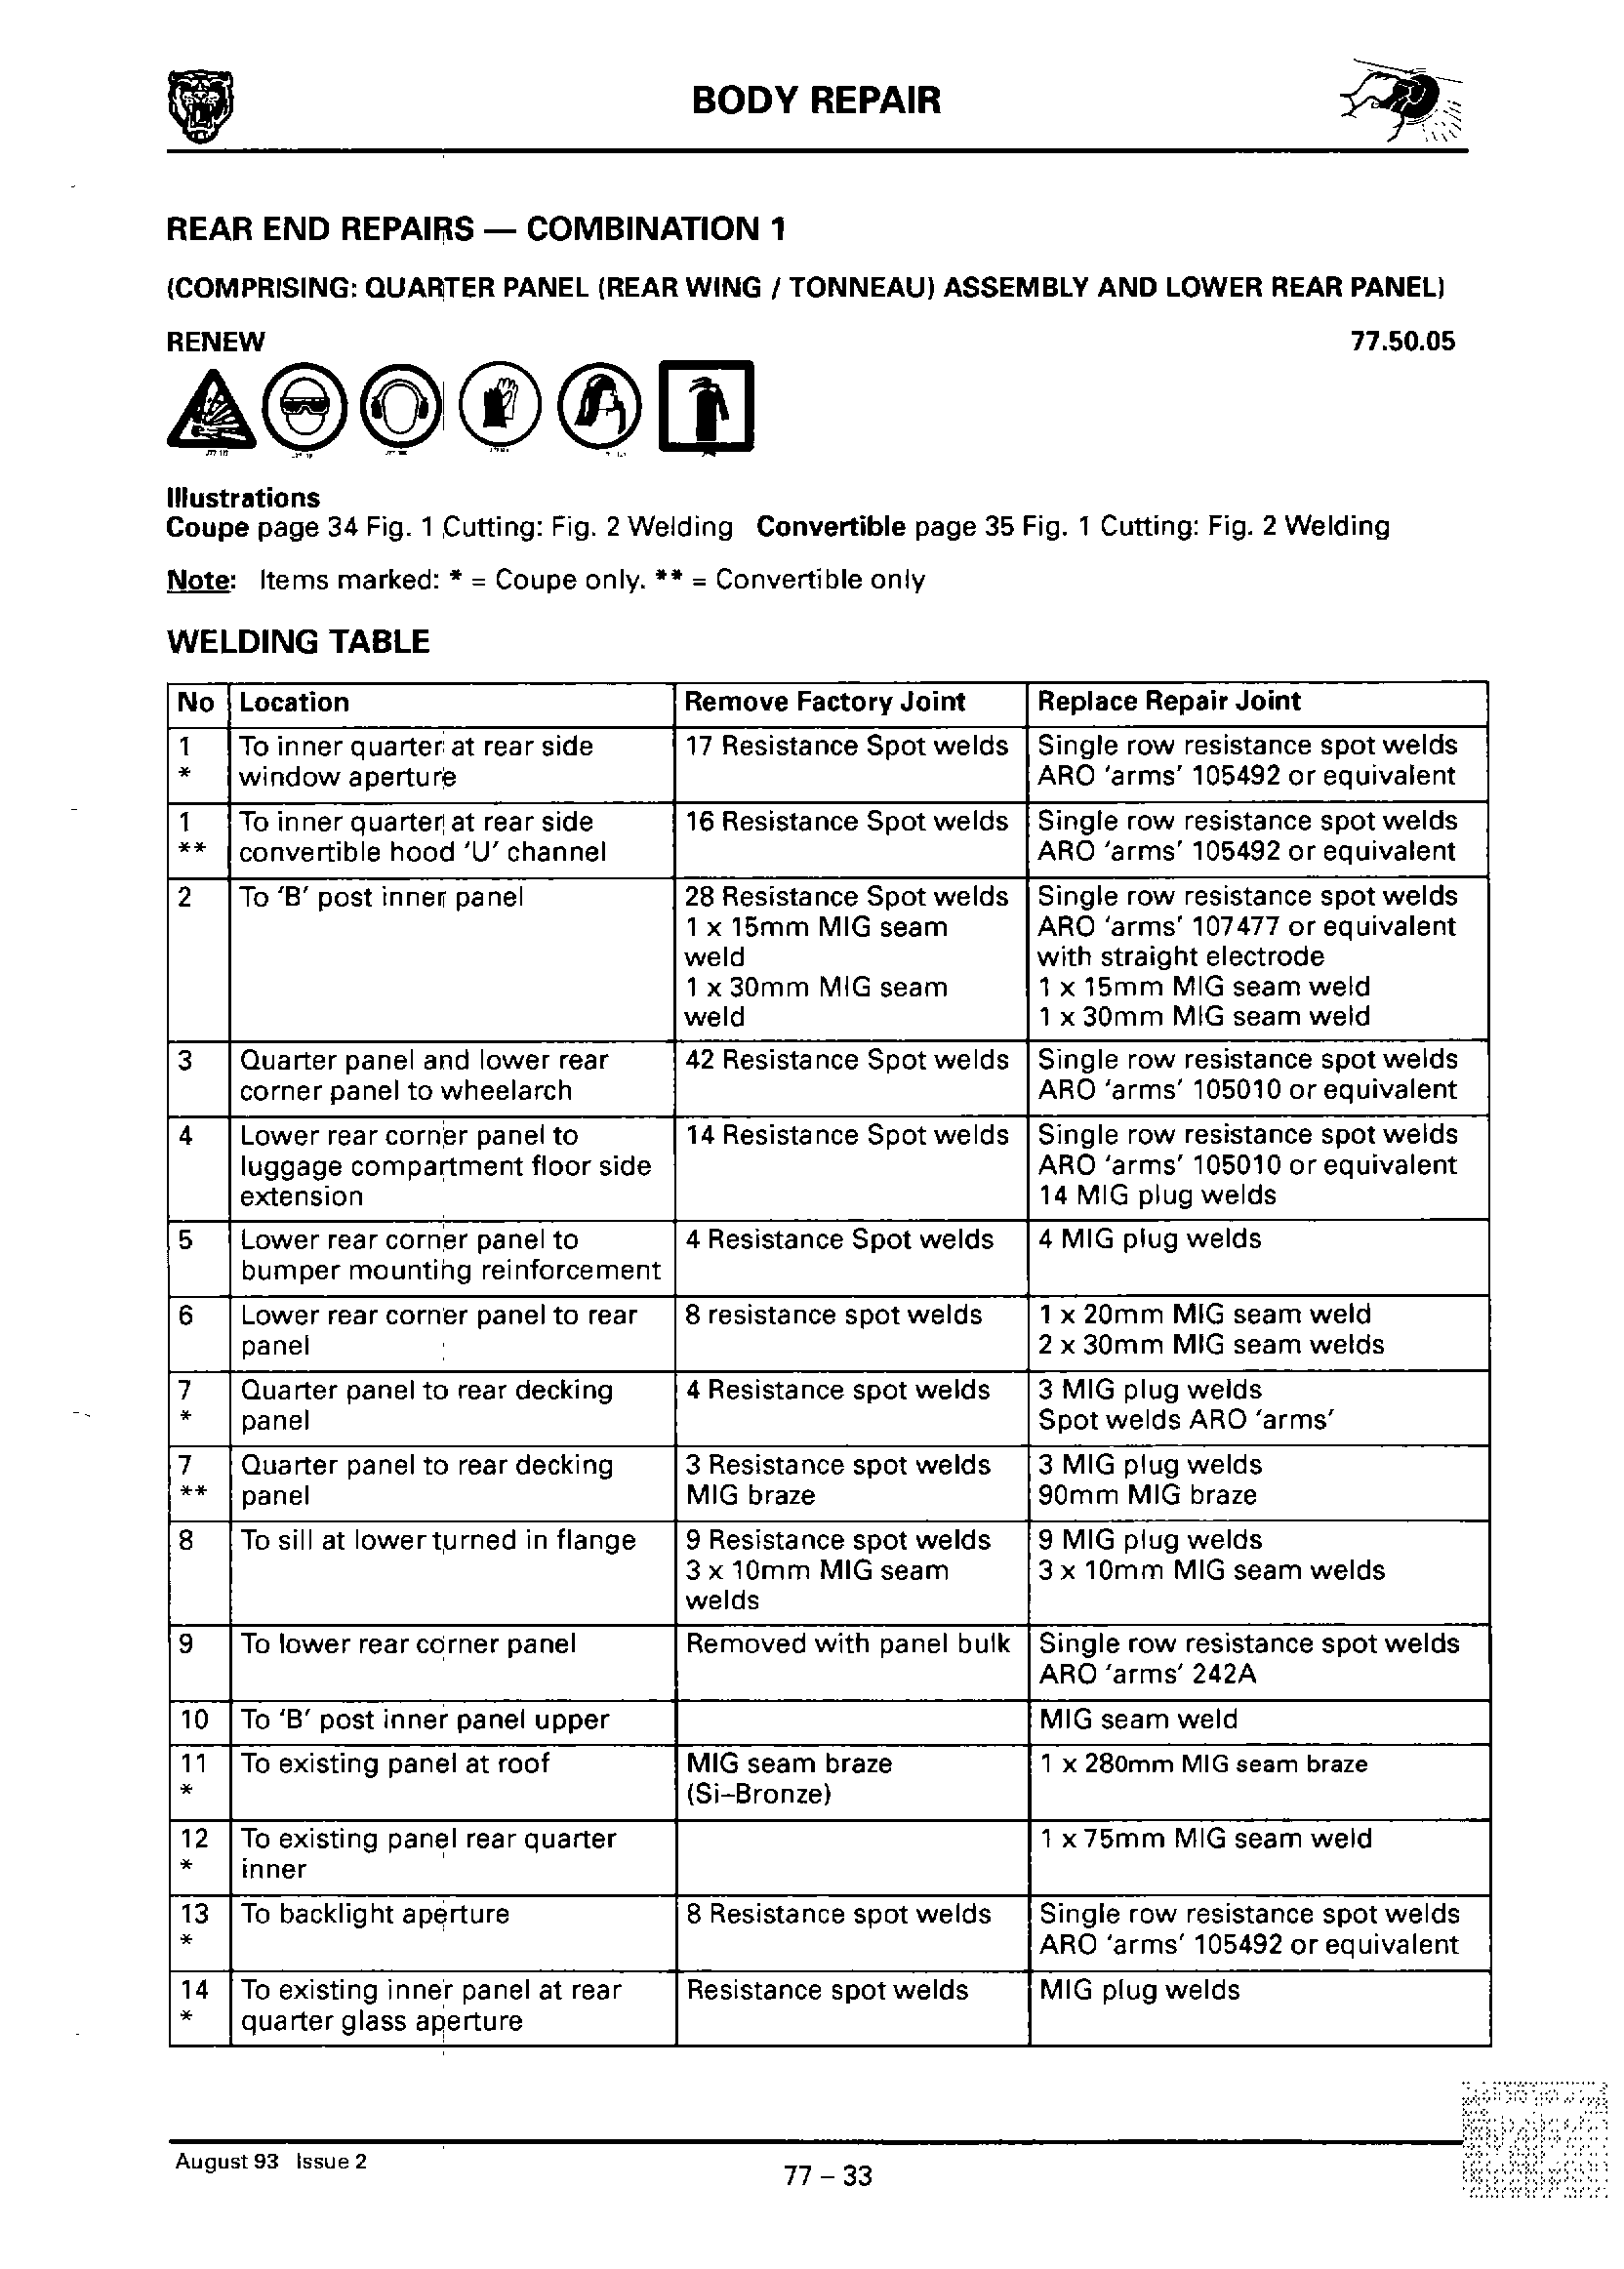 BODY REPAIR
REAR END REPAIRS — COMBINATION 1
(COMPRISING: QUARTER PANEL (REAR WING / TONNEAU) ASSEMBLY AND LOWER REAR PANEL)
RENEW 77.50.05
Illustrations
Coupe page 34 Fig. 1 Cutting: Fig. 2 Welding Convertible page 35 Fig. 1 Cutting: Fig. 2 Welding
Note: Items marked: * = Coupe only. ** = Convertible only
WELDING TABLE
No Location Remove Factory Joint Replace Repair Joint
1 To inner quarter at rear side 17 Resistance Spot welds Single row resistance spot welds
* window aperture ARO 'arms' 105492 or equivalent
1 To inner quarter at rear side 16 Resistance Spot welds Single row resistance spot welds
** convertible hood 'U' channel ARO 'arms' 105492 or equivalent
2 To 'B' post inner panel 28 Resistance Spot welds Single row resistance spot welds
1 x 15mm MIG seam ARO 'arms' 107477 or equivalent
weld with straight electrode
1 x 30mm MIG seam 1 x 15mm MIG seam weld
weld 1 x 30mm MIG seam weld
3 Quarter panel and lower rear 42 Resistance Spot welds Single row resistance spot welds
corner panel to wheelarch ARO 'arms' 105010 or equivalent
4 Lower rear corner panel to 14 Resistance Spot welds Single row resistance spot welds
luggage compartment floor side ARO 'arms' 105010 or equivalent
extension 14 MIG plug welds
5 Lower rear corner panel to 4 Resistance Spot welds 4 MIG plug welds
bumper mounting reinforcement
6 Lower rear corner panel to rear 8 resistance spot welds 1 x 20mm MIG seam weld
panel 2 x 30mm MIG seam welds
7 Quarter panel to rear decking 4 Resistance spot welds 3 MIG plug welds
* panel Spot welds ARO 'arms'
7 Quarter panel to rear decking 3 Resistance spot welds 3 MIG plug welds
** panel MIG braze 90mm MIG braze
8 To sill at lower turned in flange 9 Resistance spot welds 9 MIG plug welds
3 x 10mm MIG seam 3 x 10mm MIG seam welds
welds
9 To lower rear corner panel Removed with panel bulk Single row resistance spot welds
ARO 'arms' 242A
10 To 'B' post inner panel upper MIG seam weld
11 To existing panel at roof MIG seam braze 1 x 280mm MIG seam braze
* (Si–Bronze)
12 To existing panel rear quarter 1 x 75mm MIG seam weld
* inner
13 To backlight aperture 8 Resistance spot welds Single row resistance spot welds
* ARO 'arms' 105492 or equivalent
14 To existing inner panel at rear Resistance spot welds MIG plug welds
* quarter glass aperture
August 93 Issue 2
77 – 33